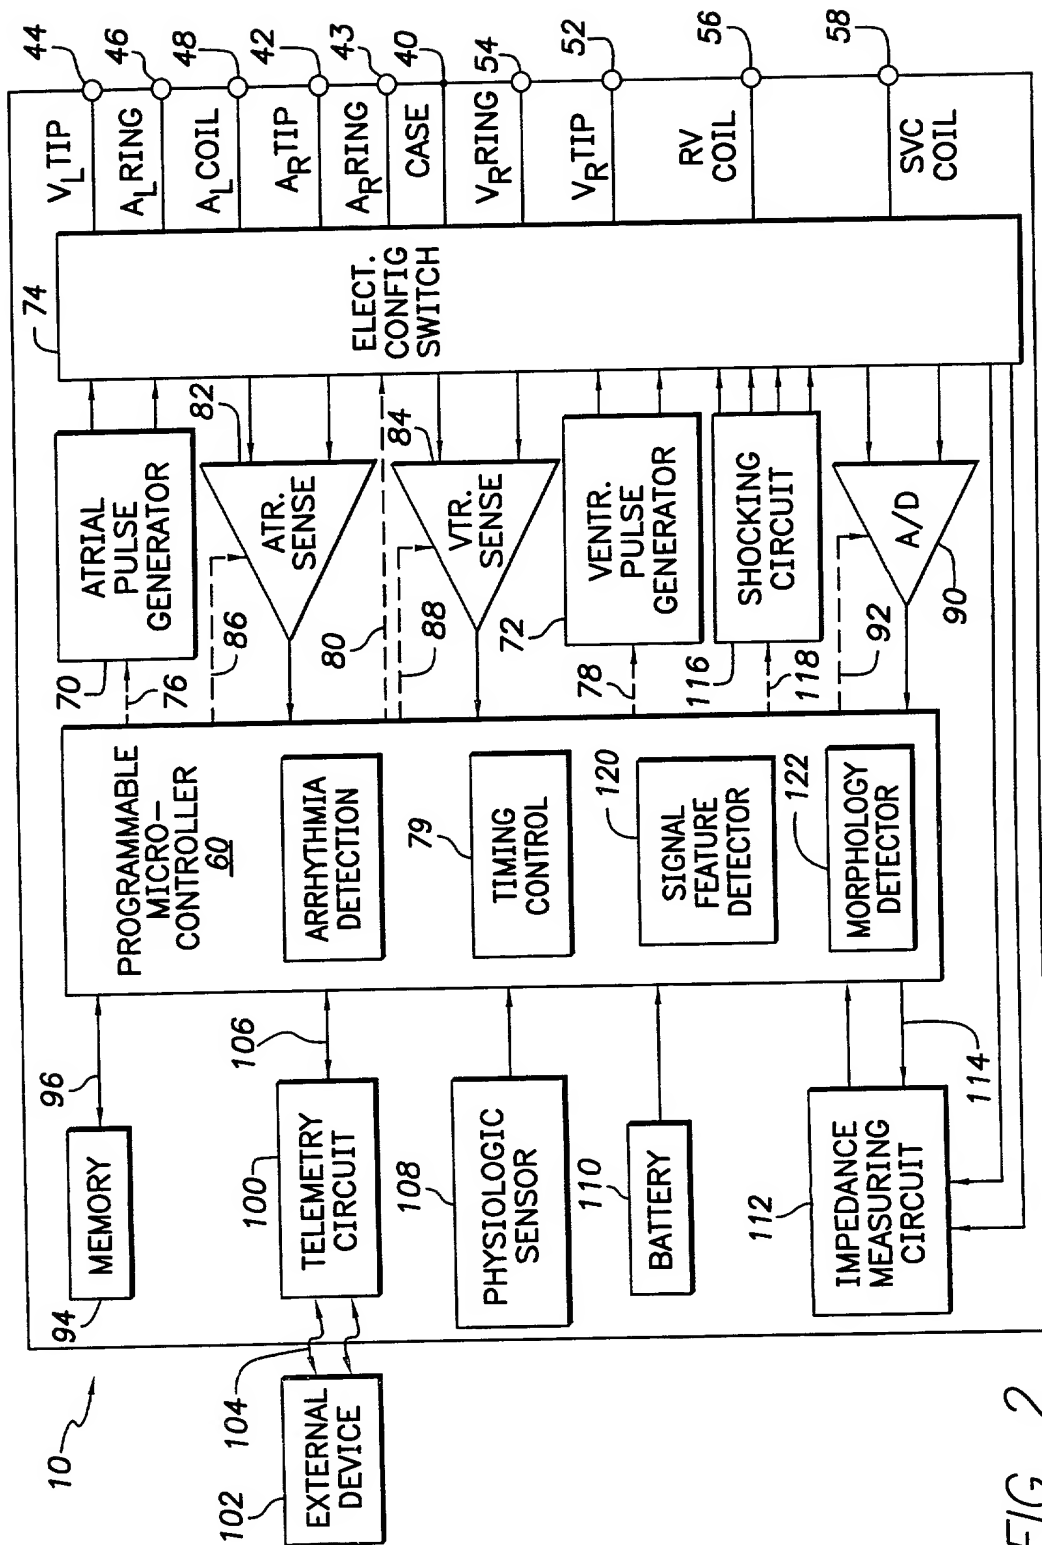 10
44
46
48
42
43
40
54
52
56
58
V_L TIP
A_L RING
A_L COIL
A_R TIP
A_R RING
CASE
V_R RING
V_R TIP
RV
COIL
SVC
COIL
74
ELECT.
CONFIG
SWITCH
ATRIAL
PULSE
GENERATOR
70
76
82
ATR.
SENSE
86
80
84
VTR.
SENSE
88
VENTR.
PULSE
GENERATOR
72
78
SHOCKING
CIRCUIT
116
118
A/D
90
92
PROGRAMMABLE
MICRO-
CONTROLLER
60
ARRHYTHMIA
DETECTION
79
TIMING
CONTROL
120
SIGNAL
FEATURE
DETECTOR
122
MORPHOLOGY
DETECTOR
96
MEMORY
94
106
100
TELEMETRY
CIRCUIT
104
102
EXTERNAL
DEVICE
108
PHYSIOLOGIC
SENSOR
110
BATTERY
112
IMPEDANCE
MEASURING
CIRCUIT
114
FIG_2